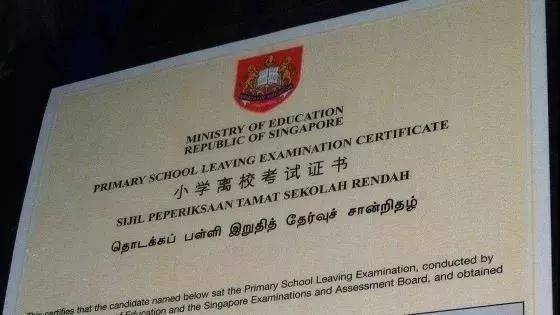 MINISTRY OF EDUCATION
REPUBLIC OF SINGAPORE
PRIMARY SCHOOL LEAVING EXAMINATION CERTIFICATE
小学离校考试证书
SIJIL PEPERIKSAAN TAMAT SEKOLAH RENDAH
தொடக்கப் பள்ளி இறுதித் தேர்வுச் சான்றிதழ்
This certifies that the candidate named below sat the Primary School Leaving Examination, conducted by
of Education and the Singapore Examinations and Assessment Board, and obtained